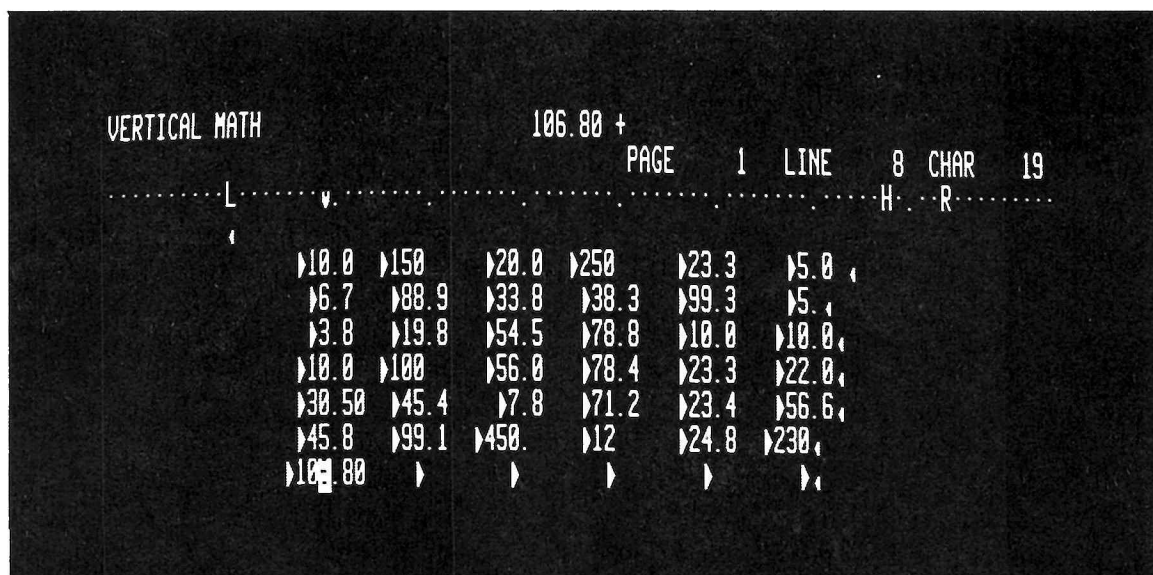 VERTICAL MATH 106.80 +
PAGE 1 LINE 8 CHAR 19
L H R
10.0 150 20.0 250 23.3 5.0
6.7 88.9 33.8 38.3 99.3 5.
3.8 19.8 54.5 78.8 10.0 10.0
10.0 100 56.0 78.4 23.3 22.0
30.50 45.4 7.8 71.2 23.4 56.6
45.8 99.1 450. 12 24.8 230